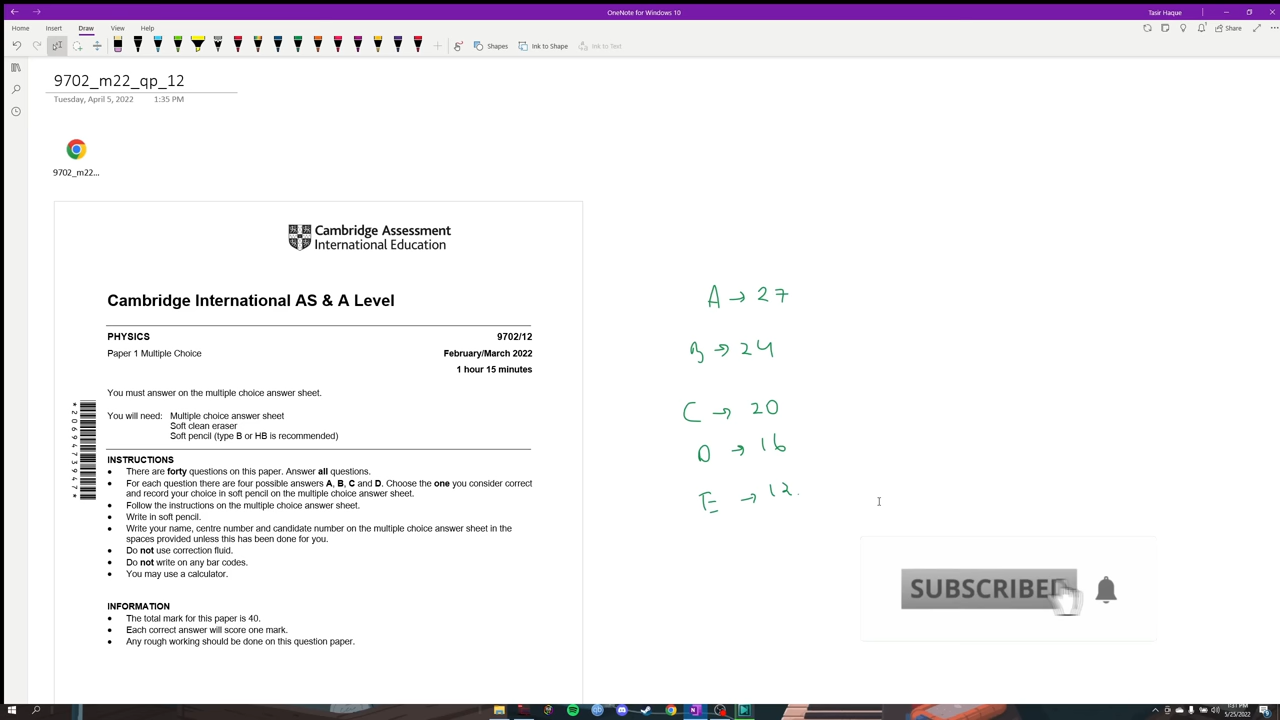 OneNote for Windows 10
Tasir Haque
Home Insert Draw View Help
Share
Shapes Ink to Shape Ink to Text
9702_m22_qp_12
Tuesday, April 5, 2022 1:35 PM
9702_m22...
Cambridge Assessment
International Education
Cambridge International AS & A Level
PHYSICS 9702/12
Paper 1 Multiple Choice February/March 2022
1 hour 15 minutes
You must answer on the multiple choice answer sheet.
You will need: Multiple choice answer sheet
Soft clean eraser
Soft pencil (type B or HB is recommended)
*2069473947*
INSTRUCTIONS
• There are forty questions on this paper. Answer all questions.
• For each question there are four possible answers A, B, C and D. Choose the one you consider correct
and record your choice in soft pencil on the multiple choice answer sheet.
• Follow the instructions on the multiple choice answer sheet.
• Write in soft pencil.
• Write your name, centre number and candidate number on the multiple choice answer sheet in the
spaces provided unless this has been done for you.
• Do not use correction fluid.
• Do not write on any bar codes.
• You may use a calculator.
INFORMATION
• The total mark for this paper is 40.
• Each correct answer will score one mark.
• Any rough working should be done on this question paper.
A → 27
B → 24
C → 20
D → 16
E → 12.
SUBSCRIBED
1:37 PM
5/25/2022